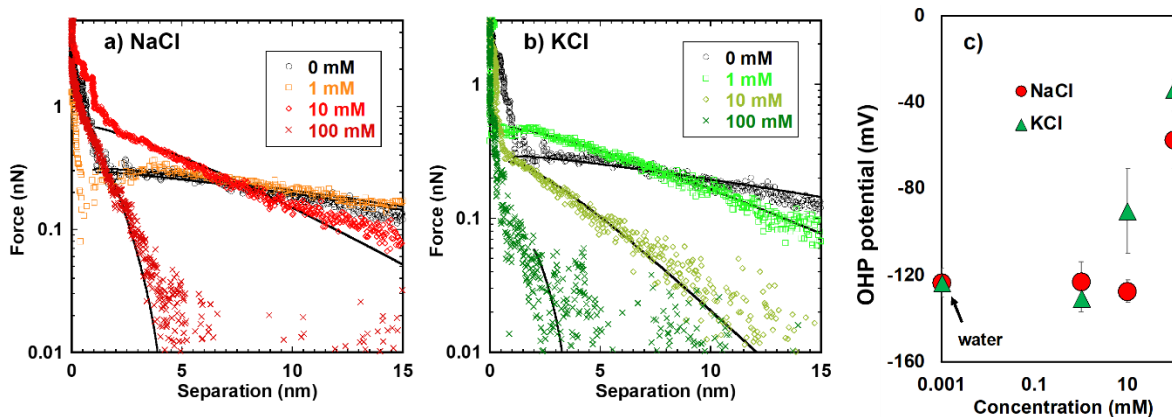 a) NaCl
0 mM
1 mM
10 mM
100 mM
1
0.1
0.01
Force (nN)
0
5
10
15
Separation (nm)
b) KCl
0 mM
1 mM
10 mM
100 mM
1
0.1
0.01
Force (nN)
0
5
10
15
Separation (nm)
c)
NaCl
KCl
0
-40
-80
-120
-160
OHP potential (mV)
water
0.001
0.1
10
Concentration (mM)